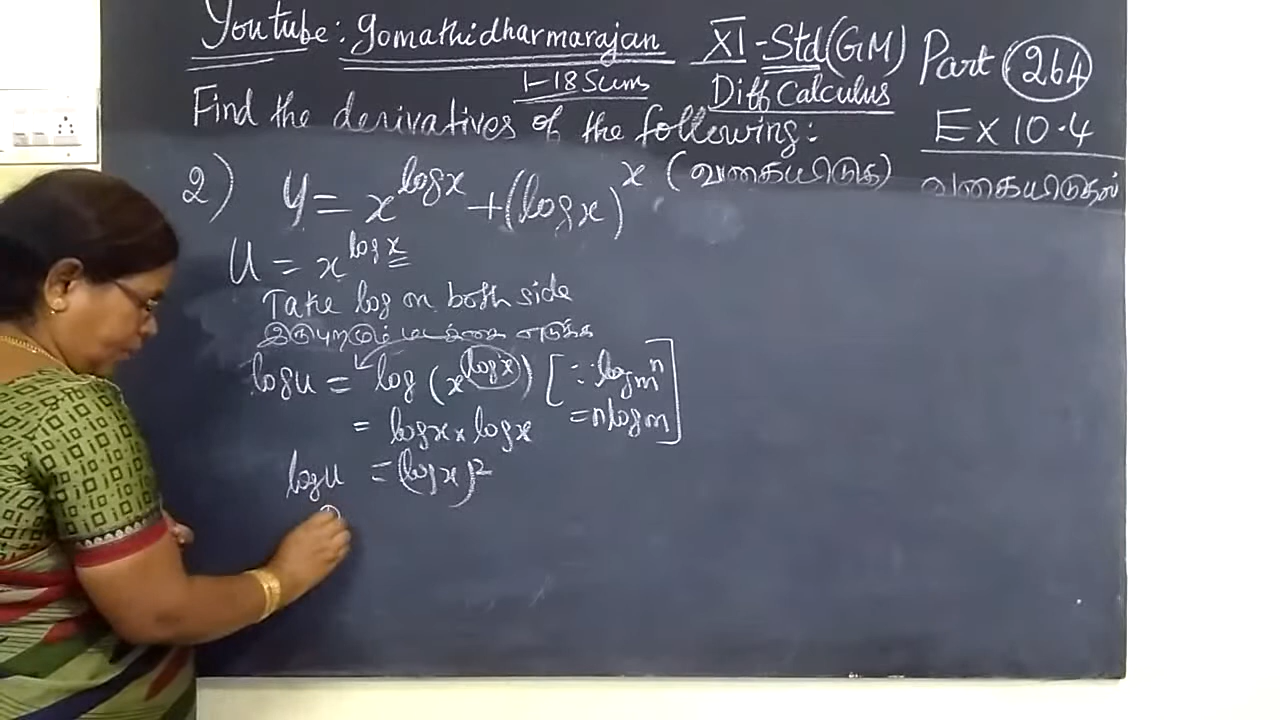 Youtube: gomathidharmarajan XI-Std(GM) Part 264
1-18 Sums Diff Calculus
Find the derivatives of the following: Ex 10.4
2) y = x^{log x} + (log x)^x (வகையிடுக) வகையிடுதல்
U = x^{log x}
Take log on both side
இருபுறமும் மடக்கை எடுக்க
log u = log (x^{log x}) [∵ log m^n
= log x × log x = n log m]
log u = (log x)^2